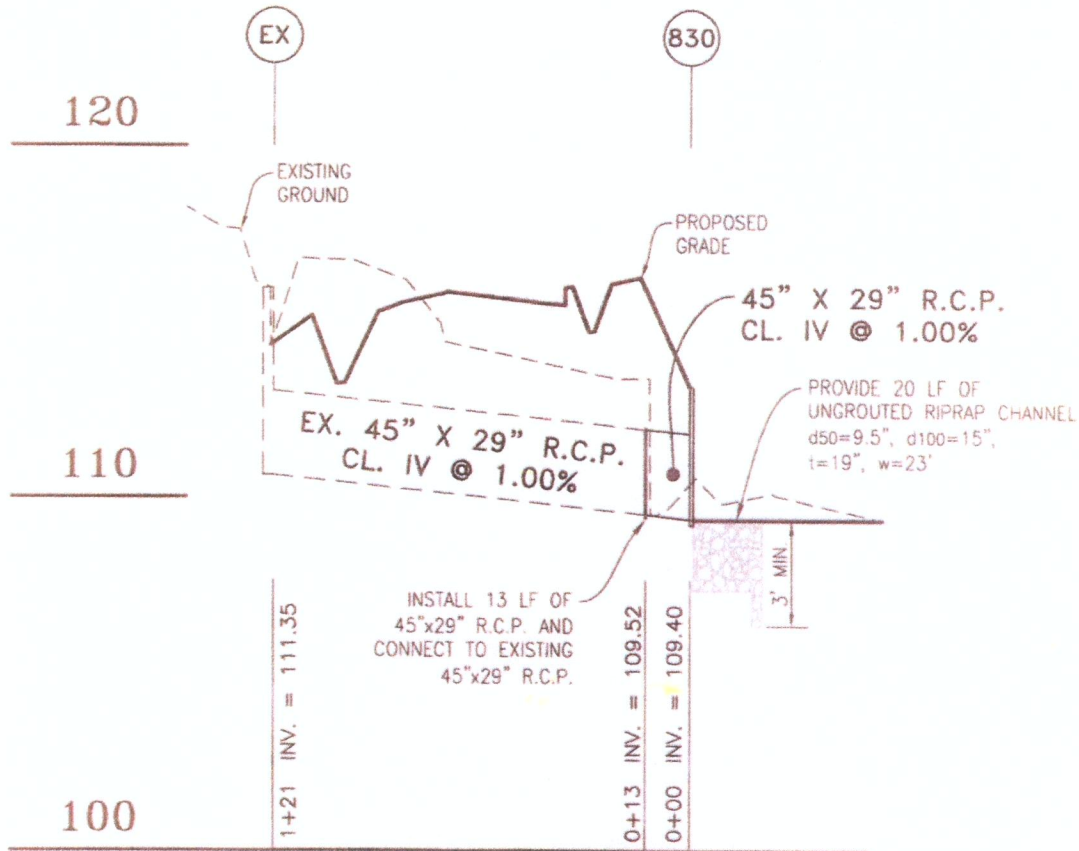 EX
830
120
EXISTING
GROUND
PROPOSED
GRADE
45" X 29" R.C.P.
CL. IV @ 1.00%
PROVIDE 20 LF OF
UNGROUTED RIPRAP CHANNEL
d50=9.5", d100=15",
t=19", w=23'
EX. 45" X 29" R.C.P.
CL. IV @ 1.00%
110
3' MIN
INSTALL 13 LF OF
45"x29" R.C.P. AND
CONNECT TO EXISTING
45"x29" R.C.P.
1+21 INV. = 111.35
0+13 INV. = 109.52
0+00 INV. = 109.40
100